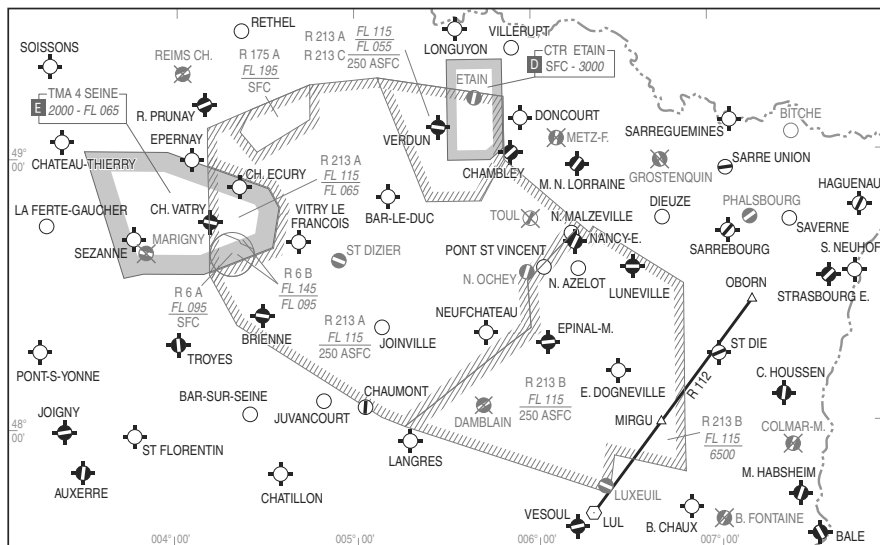 RETHEL
SOISSONS
REIMS CH.
R 175 A
FL 195
SFC
R 213 A
R 213 C
FL 115
FL 055
250 ASFC
LONGUYON
VILLERUPT
CTR ETAIN
D SFC - 3000
ETAIN
TMA 4 SEINE
E 2000 - FL 065
R. PRUNAY
EPERNAY
VERDUN
DONCOURT
METZ-F.
SARREGUEMINES
BITCHE
49°
00'
CHATEAU-THIERRY
CH. ECURY
R 213 A
FL 115
FL 065
CHAMBLEY
M. N. LORRAINE
GROSTENQUIN
SARRE UNION
HAGUENAU
LA FERTE-GAUCHER
CH. VATRY
VITRY LE
FRANCOIS
BAR-LE-DUC
TOUL
N. MALZEVILLE
DIEUZE
PHALSBOURG
SAVERNE
SEZANNE
MARIGNY
ST DIZIER
PONT ST VINCENT
NANCY-E.
SARREBOURG
S. NEUHOF
R 6 A
FL 095
SFC
R 6 B
FL 145
FL 095
N. OCHEY
N. AZELOT
LUNEVILLE
OBORN
STRASBOURG E.
BRIENNE
R 213 A
FL 115
250 ASFC
JOINVILLE
NEUFCHATEAU
EPINAL-M.
ST DIE
PONT-S-YONNE
TROYES
E. DOGNEVILLE
R 112
C. HOUSSEN
BAR-SUR-SEINE
JUVANCOURT
CHAUMONT
R 213 B
FL 115
250 ASFC
DAMBLAIN
MIRGU
R 213 B
FL 115
6500
COLMAR-M.
48°
00'
JOIGNY
ST FLORENTIN
LANGRES
AUXERRE
CHATILLON
LUXEUIL
M. HABSHEIM
VESOUL
LUL
B. CHAUX
B. FONTAINE
BALE
004° 00'
005° 00'
006° 00'
007° 00'